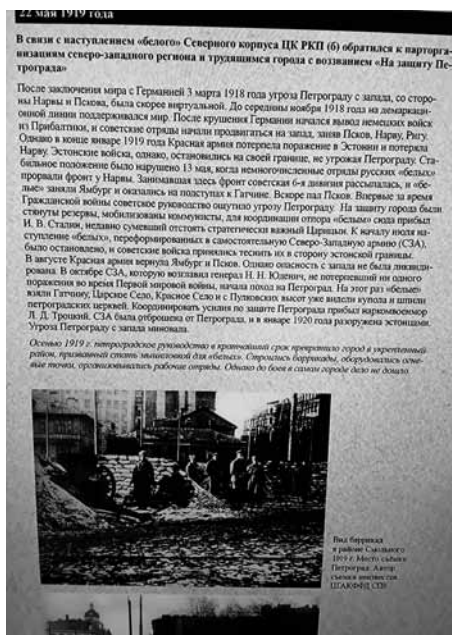 22 мая 1919 года
В связи с наступлением «белого» Северного корпуса ЦК РКП (б) обратился к парторга-
низациям северо-западного региона и трудящимся города с воззванием «На защиту Пе-
трограда»
После заключения мира с Германией 3 марта 1918 года угроза Петрограду с запада, со сторо-
ны Нарвы и Пскова, была скорее виртуальной. До середины ноября 1918 года на демаркаци-
онной линии поддерживался мир. После крушения Германии начался вывод немецких войск
из Прибалтики, и советские отряды начали продвигаться на запад, заняв Псков, Нарву, Ригу.
Однако в конце января 1919 года Красная армия потерпела поражение в Эстонии и потеряла
Нарву. Эстонские войска, однако, остановились на своей границе, не угрожая Петрограду. Ста-
бильное положение было нарушено 13 мая, когда немногочисленные отряды русских «белых»
прорвали фронт у Нарвы. Занимавшая здесь фронт советская 6-я дивизия рассыпалась, и «бе-
лые» заняли Ямбург и оказались на подступах к Гатчине. Вскоре пал Псков. Впервые за время
Гражданской войны советское руководство ощутило угрозу Петрограду. На защиту города были
стянуты резервы, мобилизованы коммунисты, для координации отпора «белым» сюда прибыл
И. В. Сталин, недавно сумевший отстоять стратегически важный Царицын. К началу июля на-
ступление «белых», переформированных в самостоятельную Северо-Западную армию (СЗА),
было остановлено, и советские войска принялись теснить их в сторону эстонской границы.
В августе Красная армия вернула Ямбург и Псков. Однако опасность с запада не была ликвиди-
рована. В октябре СЗА, которую возглавил генерал Н. Н. Юденич, не потерпевший ни одного
поражения во время Первой мировой войны, начала поход на Петроград. На этот раз «белые»
взяли Гатчину, Царское Село, Красное Село и с Пулковских высот уже видели купола и шпили
петроградских церквей. Координировать усилия по защите Петрограда прибыл наркомвоенмор
Л. Д. Троцкий. СЗА была отброшена от Петрограда, и в январе 1920 года разоружена эстонцами.
Угроза Петрограду с запада миновала.
Осенью 1919 г. петроградское руководство в кратчайший срок превратило город в укрепленный
район, призванный стать мышеловкой для «белых». Строились баррикады, оборудовались огне-
вые точки, организовывались рабочие отряды. Однако до боев в самом городе дело не дошло.
Вид баррикад
в районе Смольного
1919 г. Место съёмки
Петроград. Автор
съёмки неизвестен
ЦГАКФФД СПб